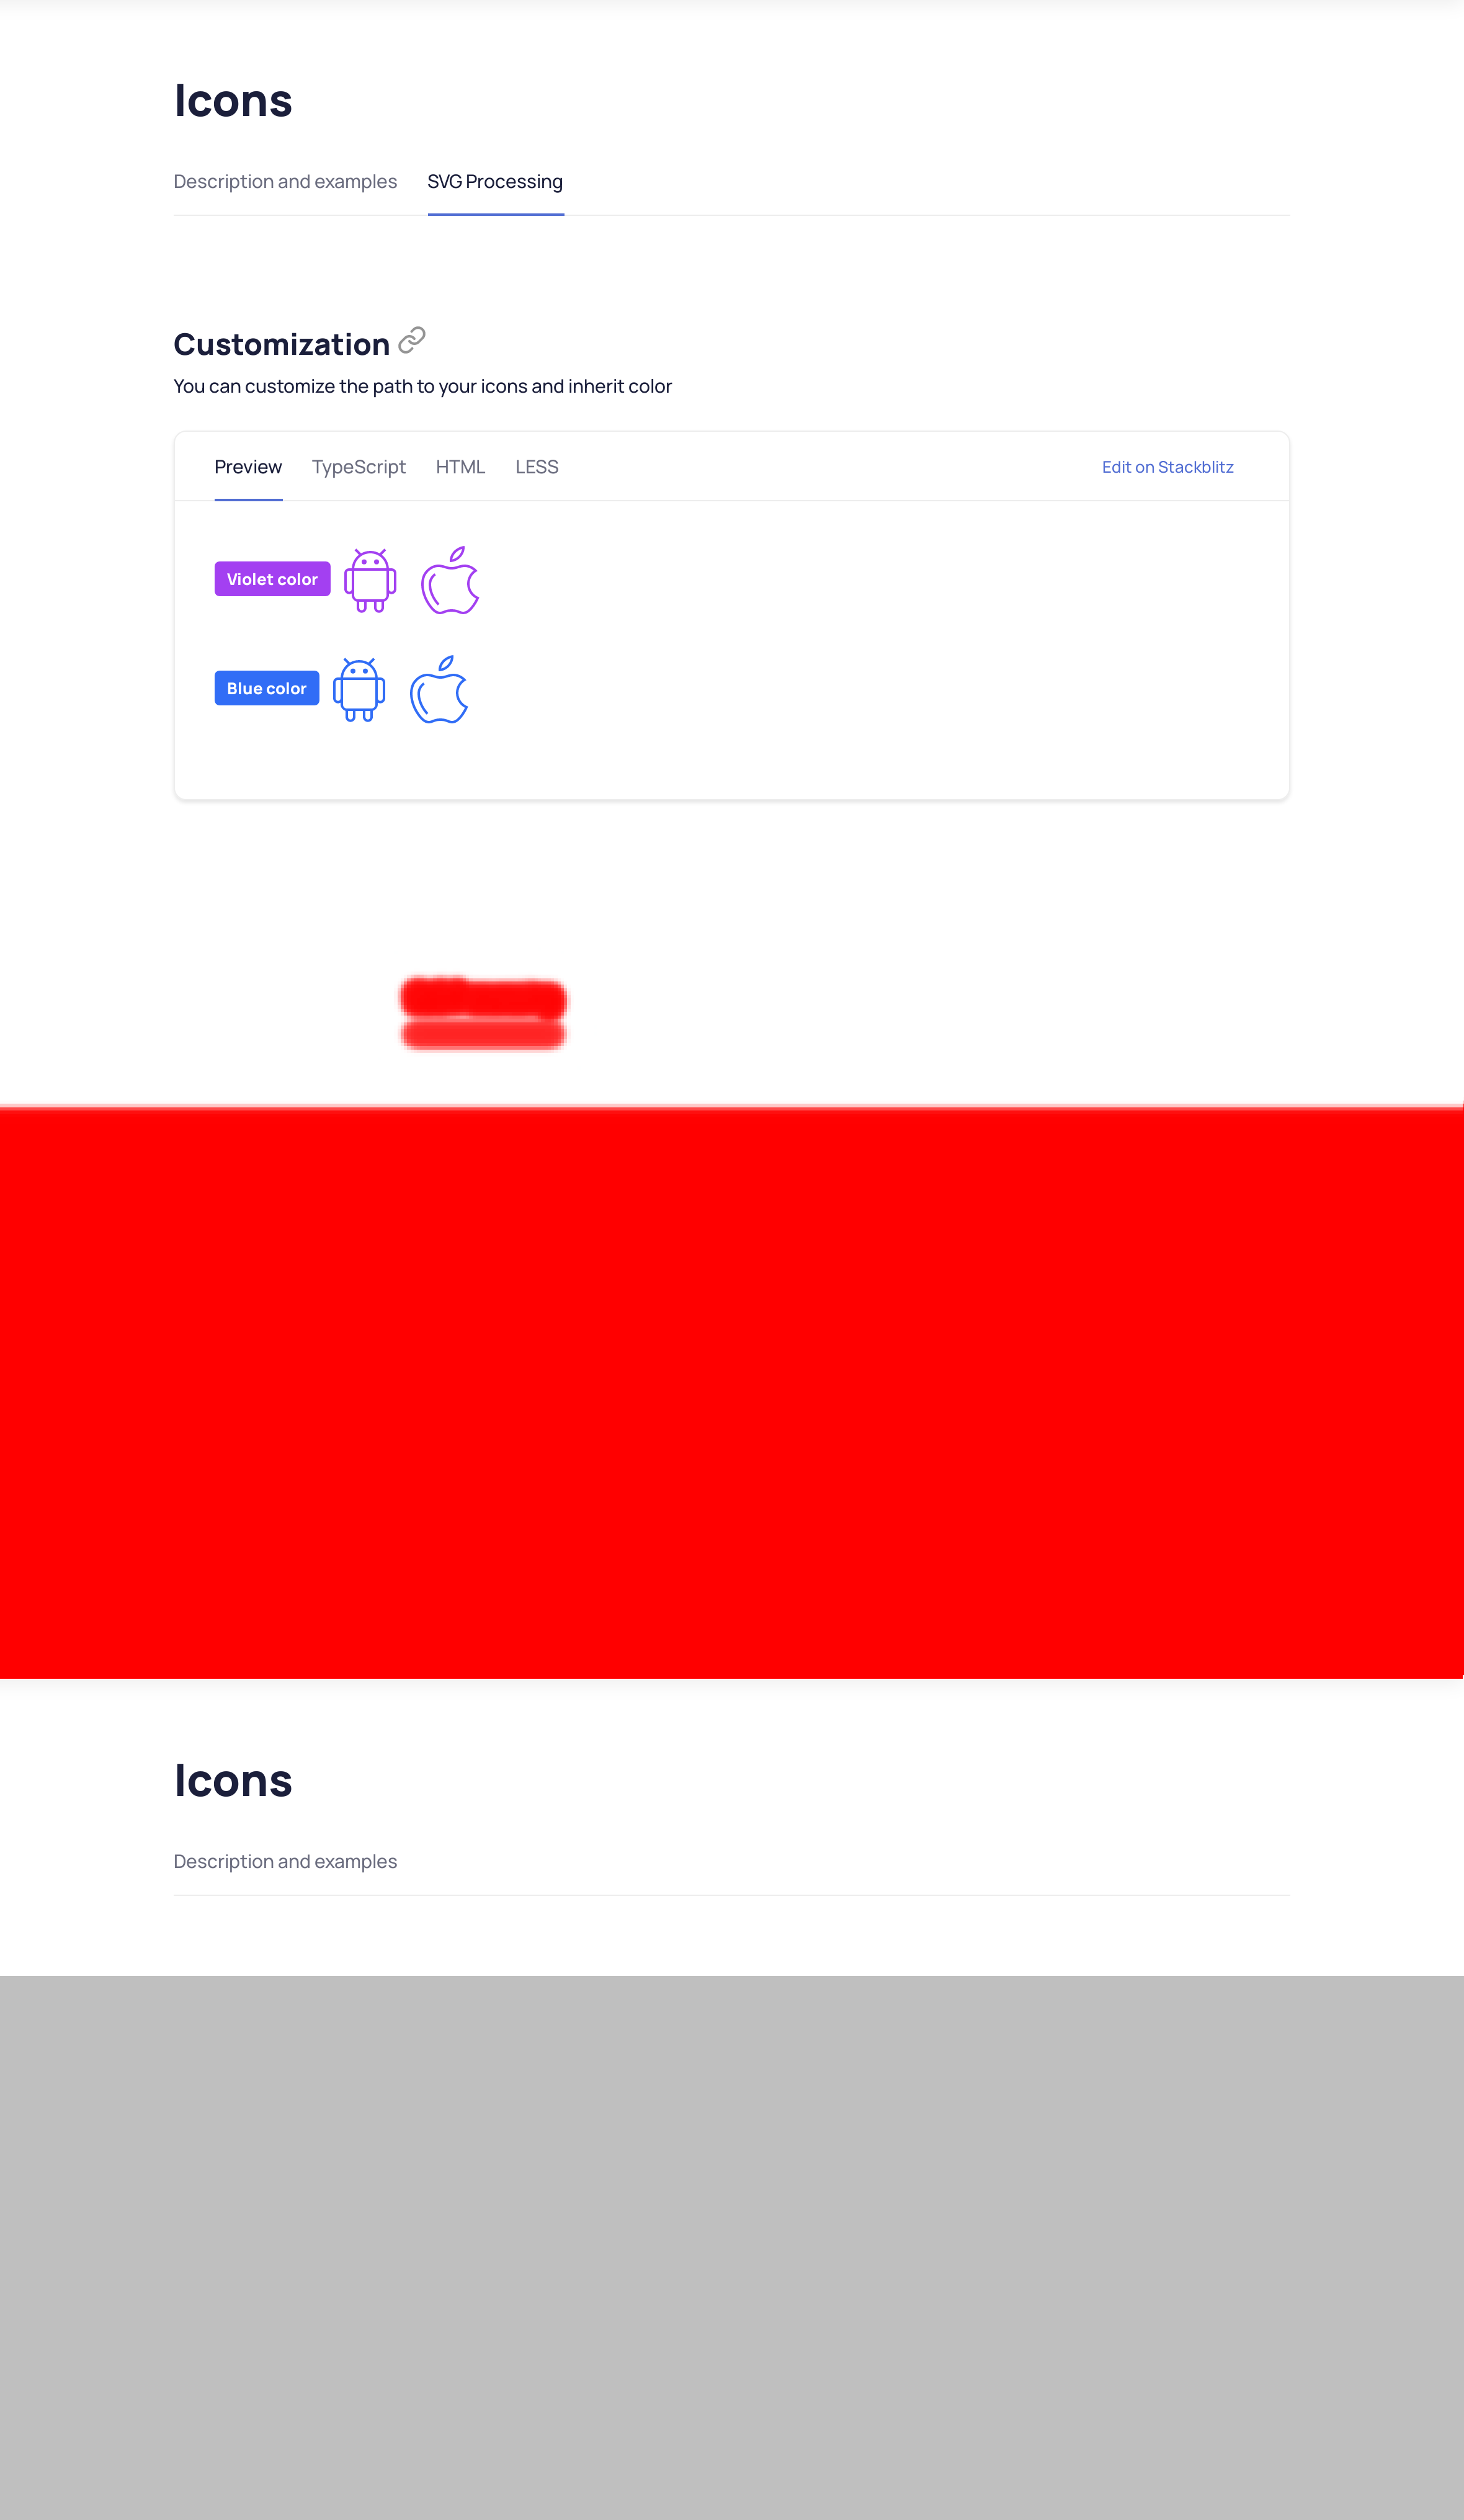 Icons
Description and examples SVG Processing
Customization
You can customize the path to your icons and inherit color
Preview TypeScript HTML LESS Edit on Stackblitz
Violet color
Blue color
Icons
Description and examples